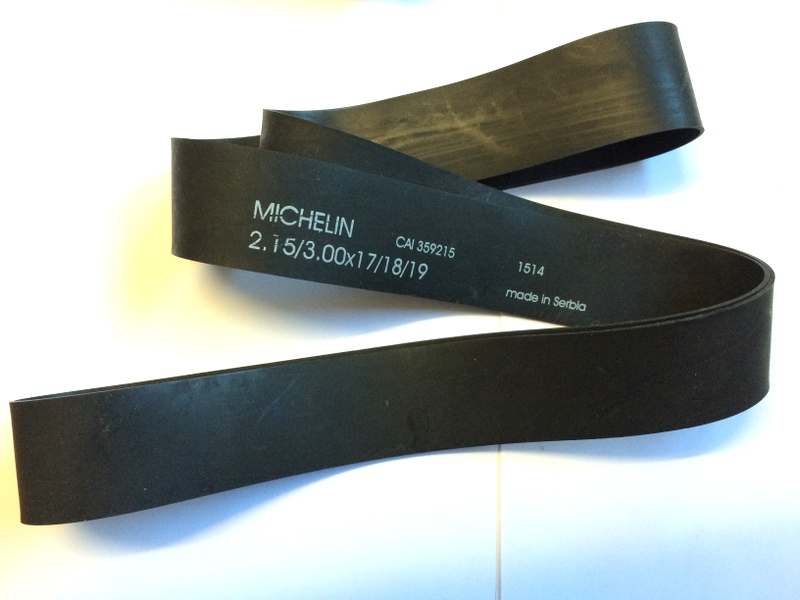 MICHELIN
2.15/3.00x17/18/19
CAI 359215
1514
made in Serbia